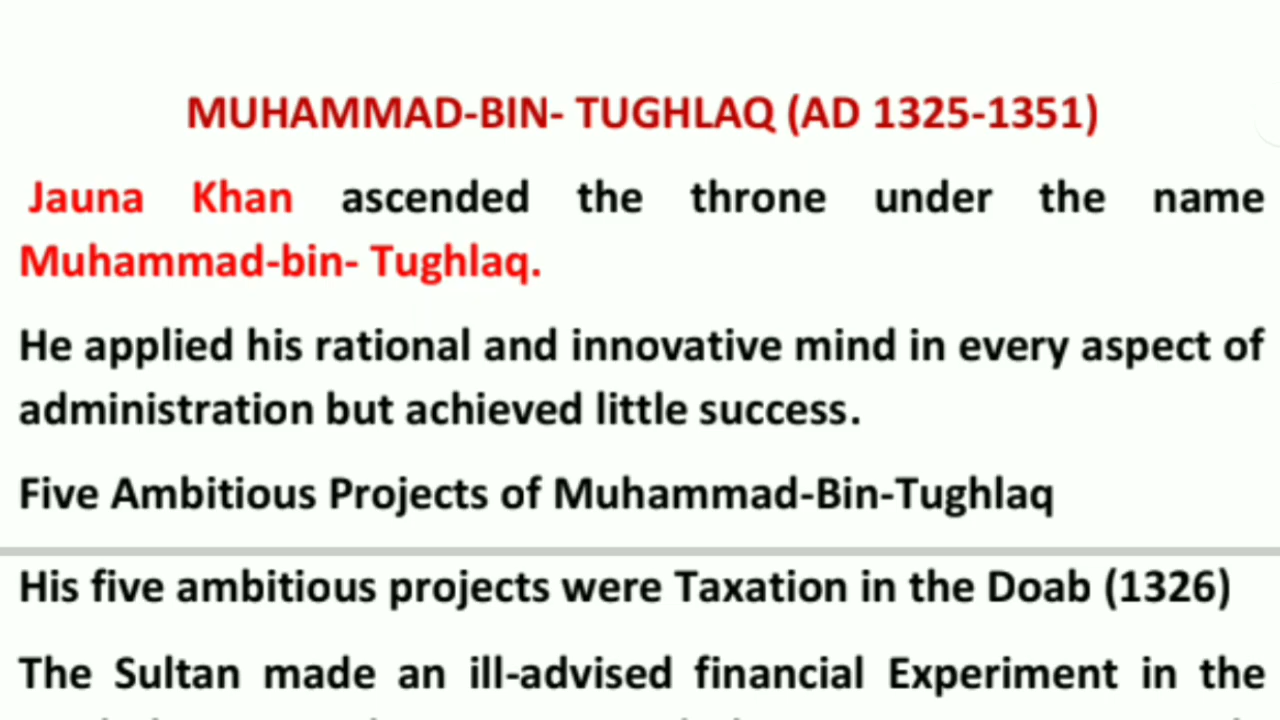 MUHAMMAD-BIN- TUGHLAQ (AD 1325-1351)
Jauna Khan ascended the throne under the name
Muhammad-bin- Tughlaq.
He applied his rational and innovative mind in every aspect of
administration but achieved little success.
Five Ambitious Projects of Muhammad-Bin-Tughlaq
His five ambitious projects were Taxation in the Doab (1326)
The Sultan made an ill-advised financial Experiment in the